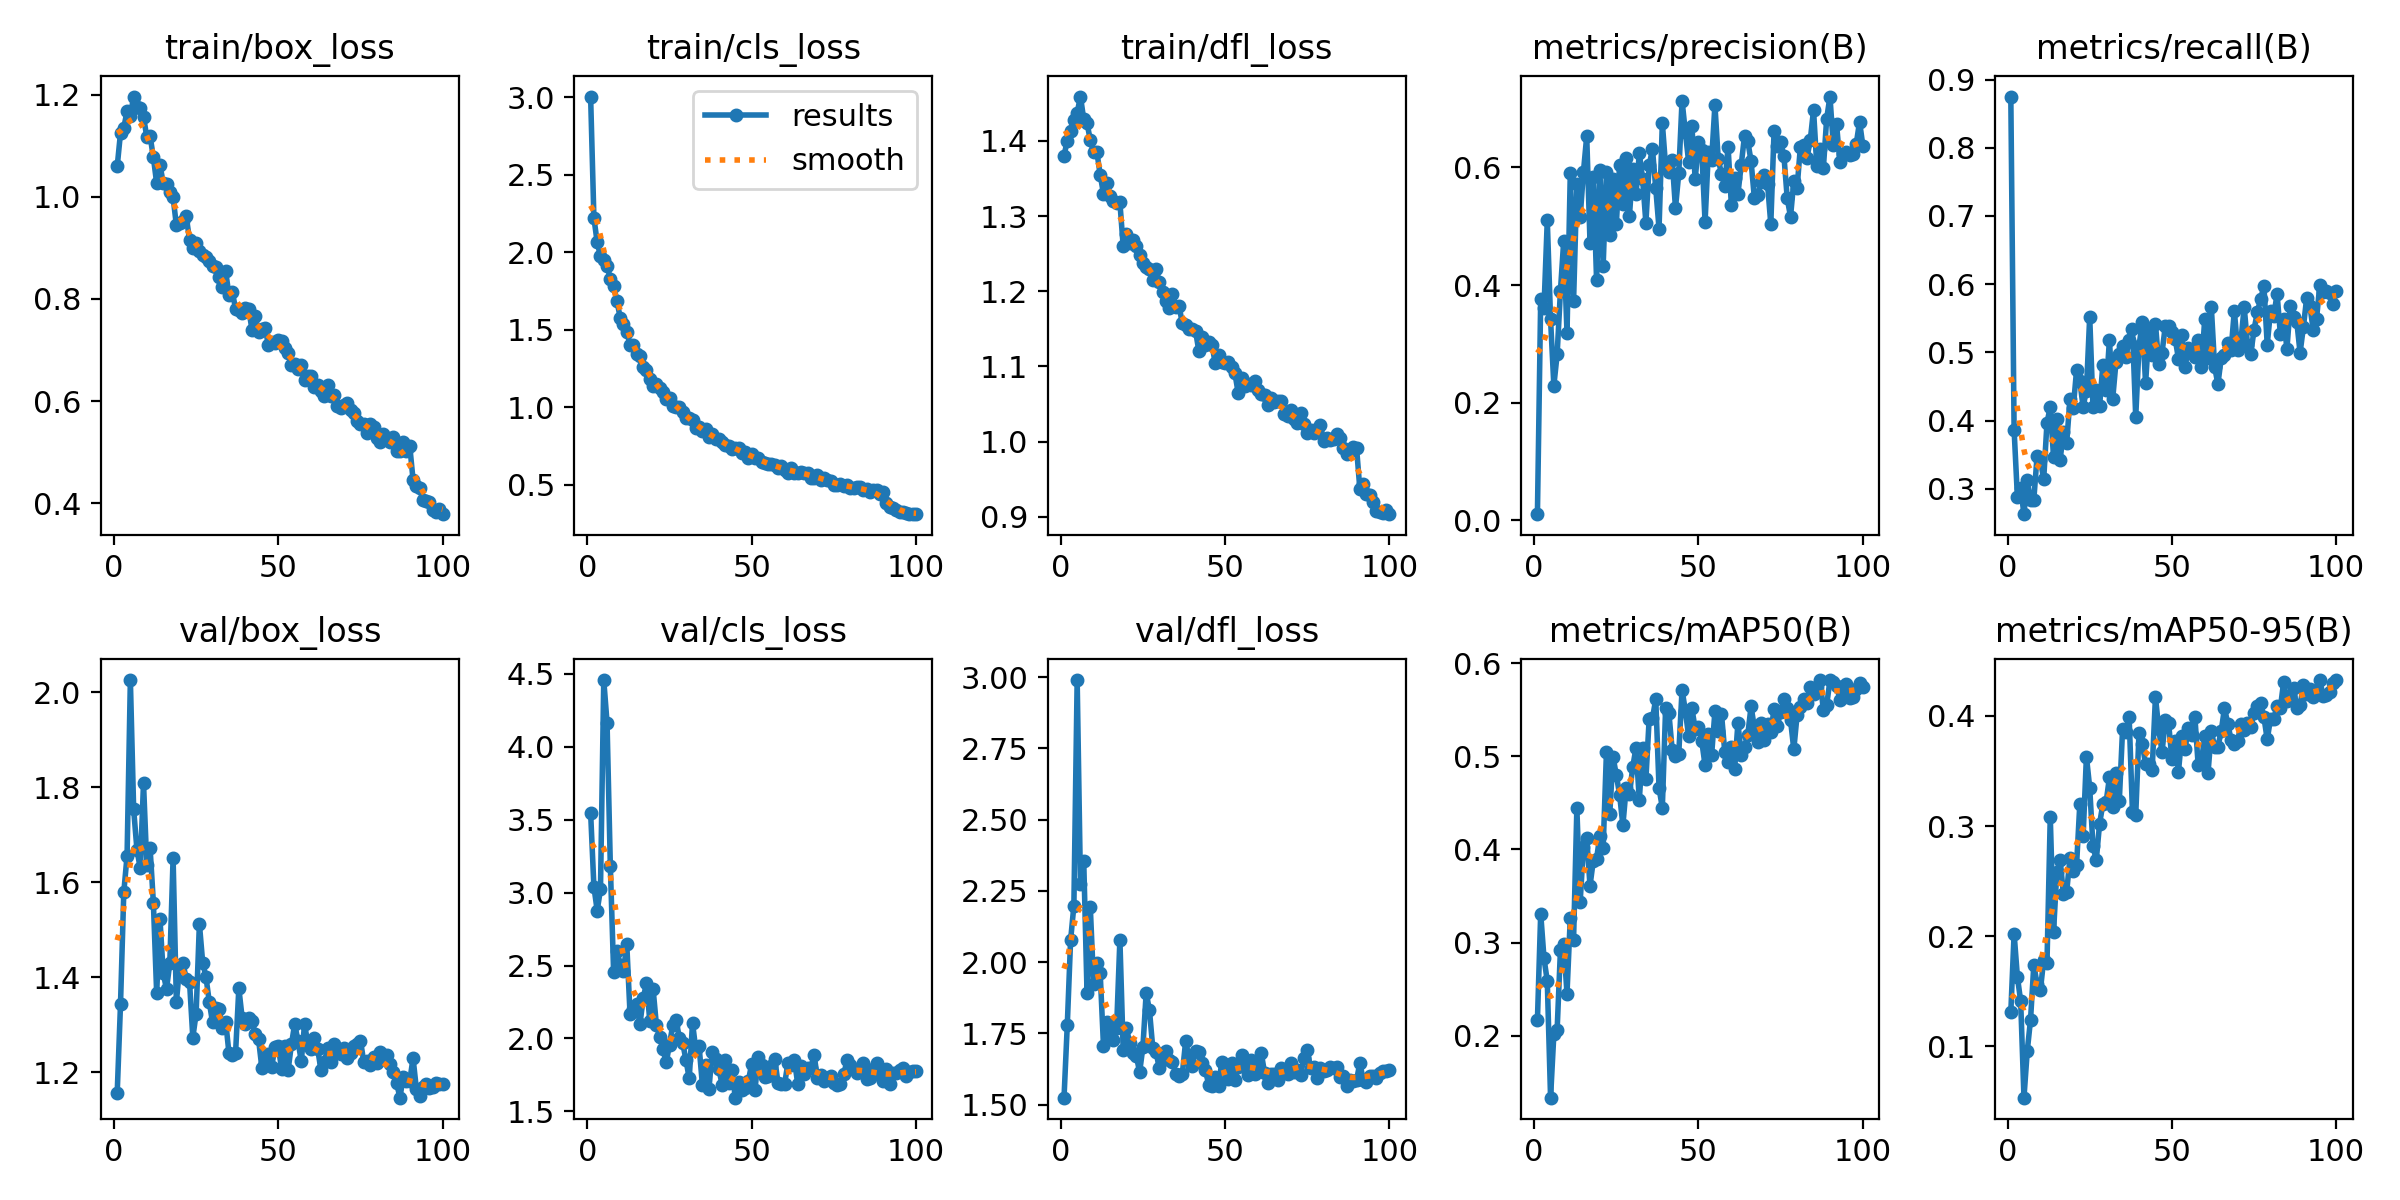 train/box_loss
1.2
1.0
0.8
0.6
0.4
0 50 100
train/cls_loss
3.0
2.5
2.0
1.5
1.0
0.5
0 50 100
results
smooth
train/dfl_loss
1.4
1.3
1.2
1.1
1.0
0.9
0 50 100
metrics/precision(B)
0.6
0.4
0.2
0.0
0 50 100
metrics/recall(B)
0.9
0.8
0.7
0.6
0.5
0.4
0.3
0 50 100
val/box_loss
2.0
1.8
1.6
1.4
1.2
0 50 100
val/cls_loss
4.5
4.0
3.5
3.0
2.5
2.0
1.5
0 50 100
val/dfl_loss
3.00
2.75
2.50
2.25
2.00
1.75
1.50
0 50 100
metrics/mAP50(B)
0.6
0.5
0.4
0.3
0.2
0 50 100
metrics/mAP50-95(B)
0.4
0.3
0.2
0.1
0 50 100